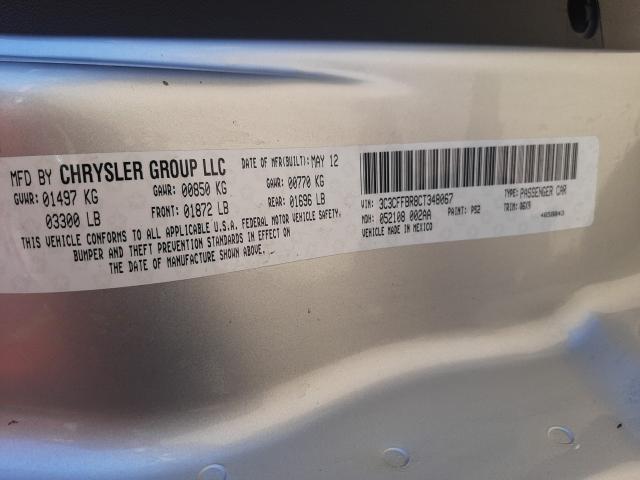 MFD BY CHRYSLER GROUP LLC DATE OF MFR(BUILT): MAY 12
GVWR: 01497 KG GAWR: 00850 KG GAWR: 00770 KG
03300 LB FRONT: 01872 LB REAR: 01696 LB
THIS VEHICLE CONFORMS TO ALL APPLICABLE U.S.A. FEDERAL MOTOR VEHICLE SAFETY,
BUMPER AND THEFT PREVENTION STANDARDS IN EFFECT ON
THE DATE OF MANUFACTURE SHOWN ABOVE.
VIN: 3C3CFFBR8CT348067 TYPE: PASSENGER CAR
MDH: 052108 002AA PAINT: PS2 TRIM: 06X9
VEHICLE MADE IN MEXICO